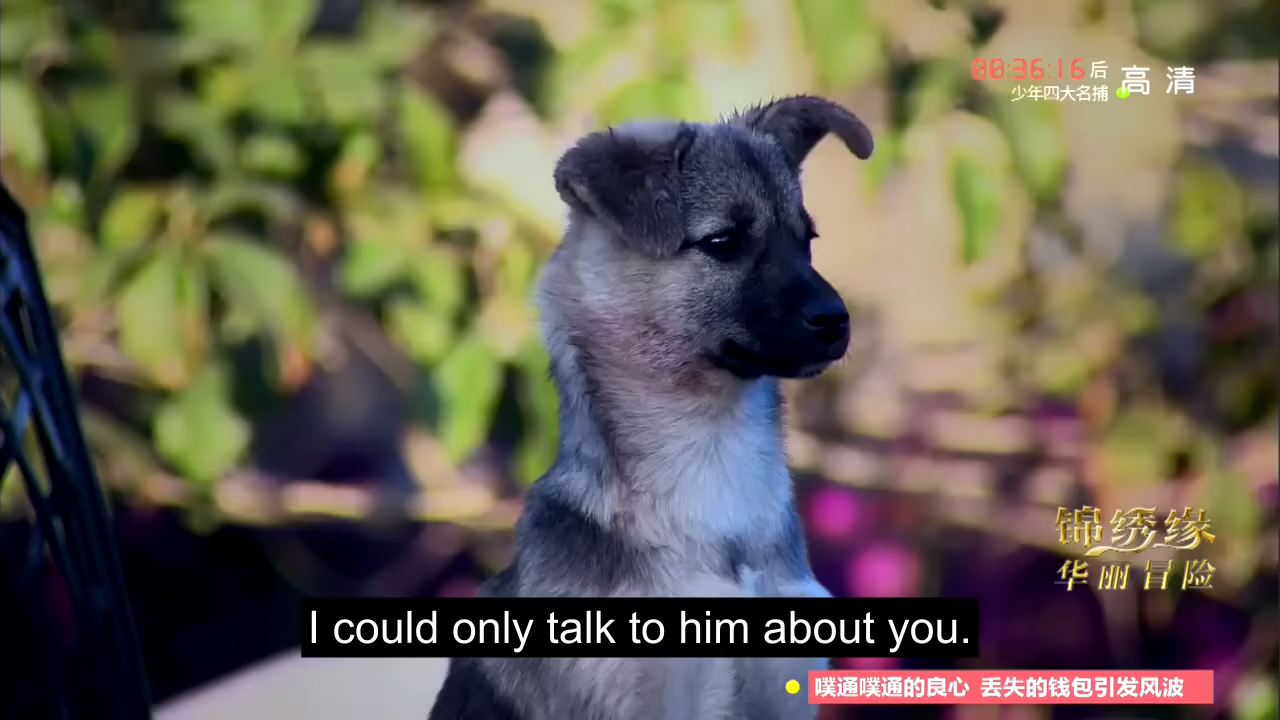 00:36:16后
少年四大名捕
高清
锦绣缘
华丽冒险
I could only talk to him about you.
噗通噗通的良心 丢失的钱包引发风波